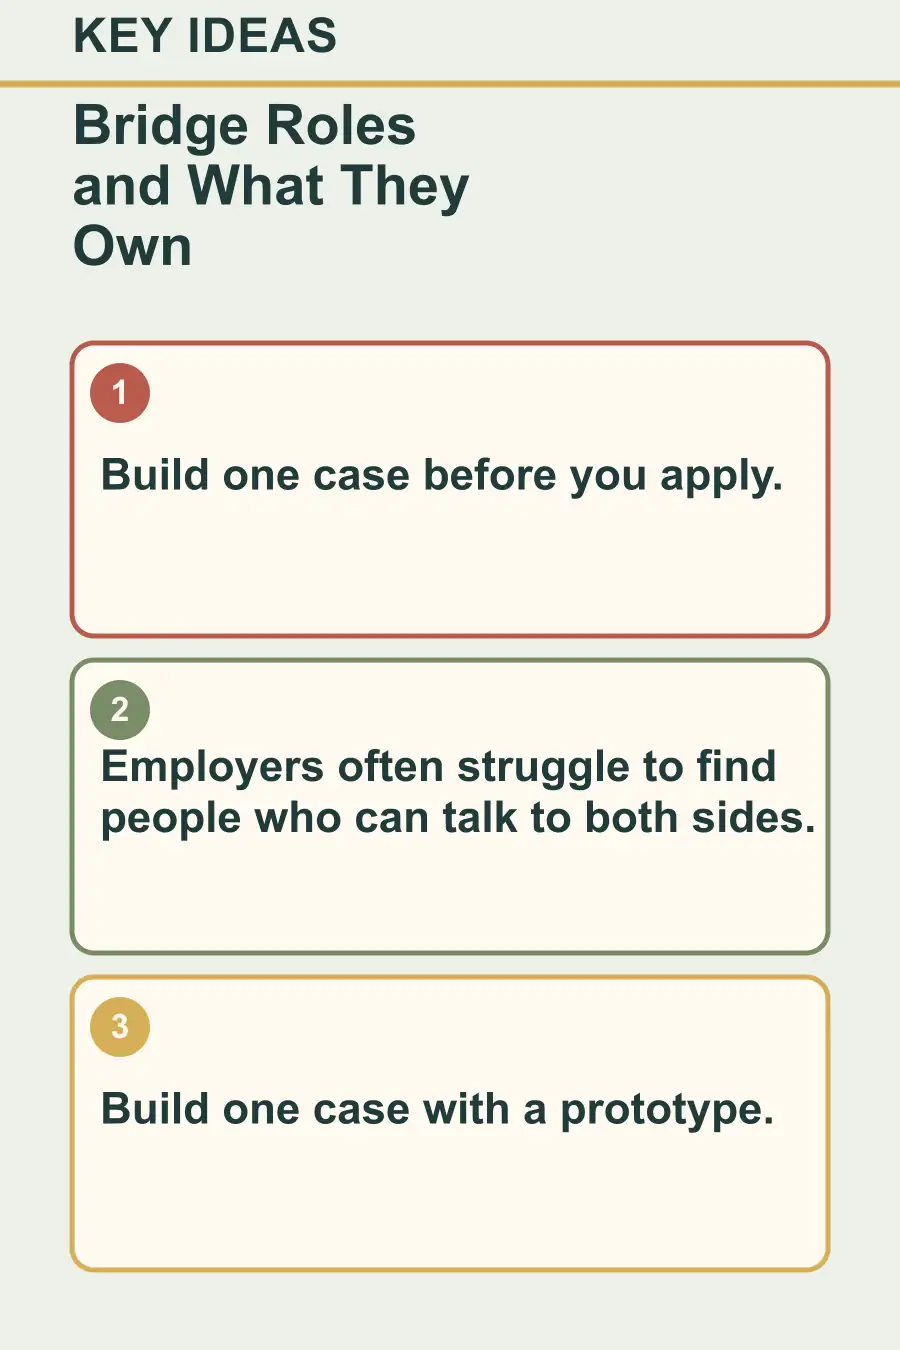 KEY IDEAS
Bridge Roles
and What They
Own
1
Build one case before you apply.
2
Employers often struggle to find
people who can talk to both sides.
3
Build one case with a prototype.